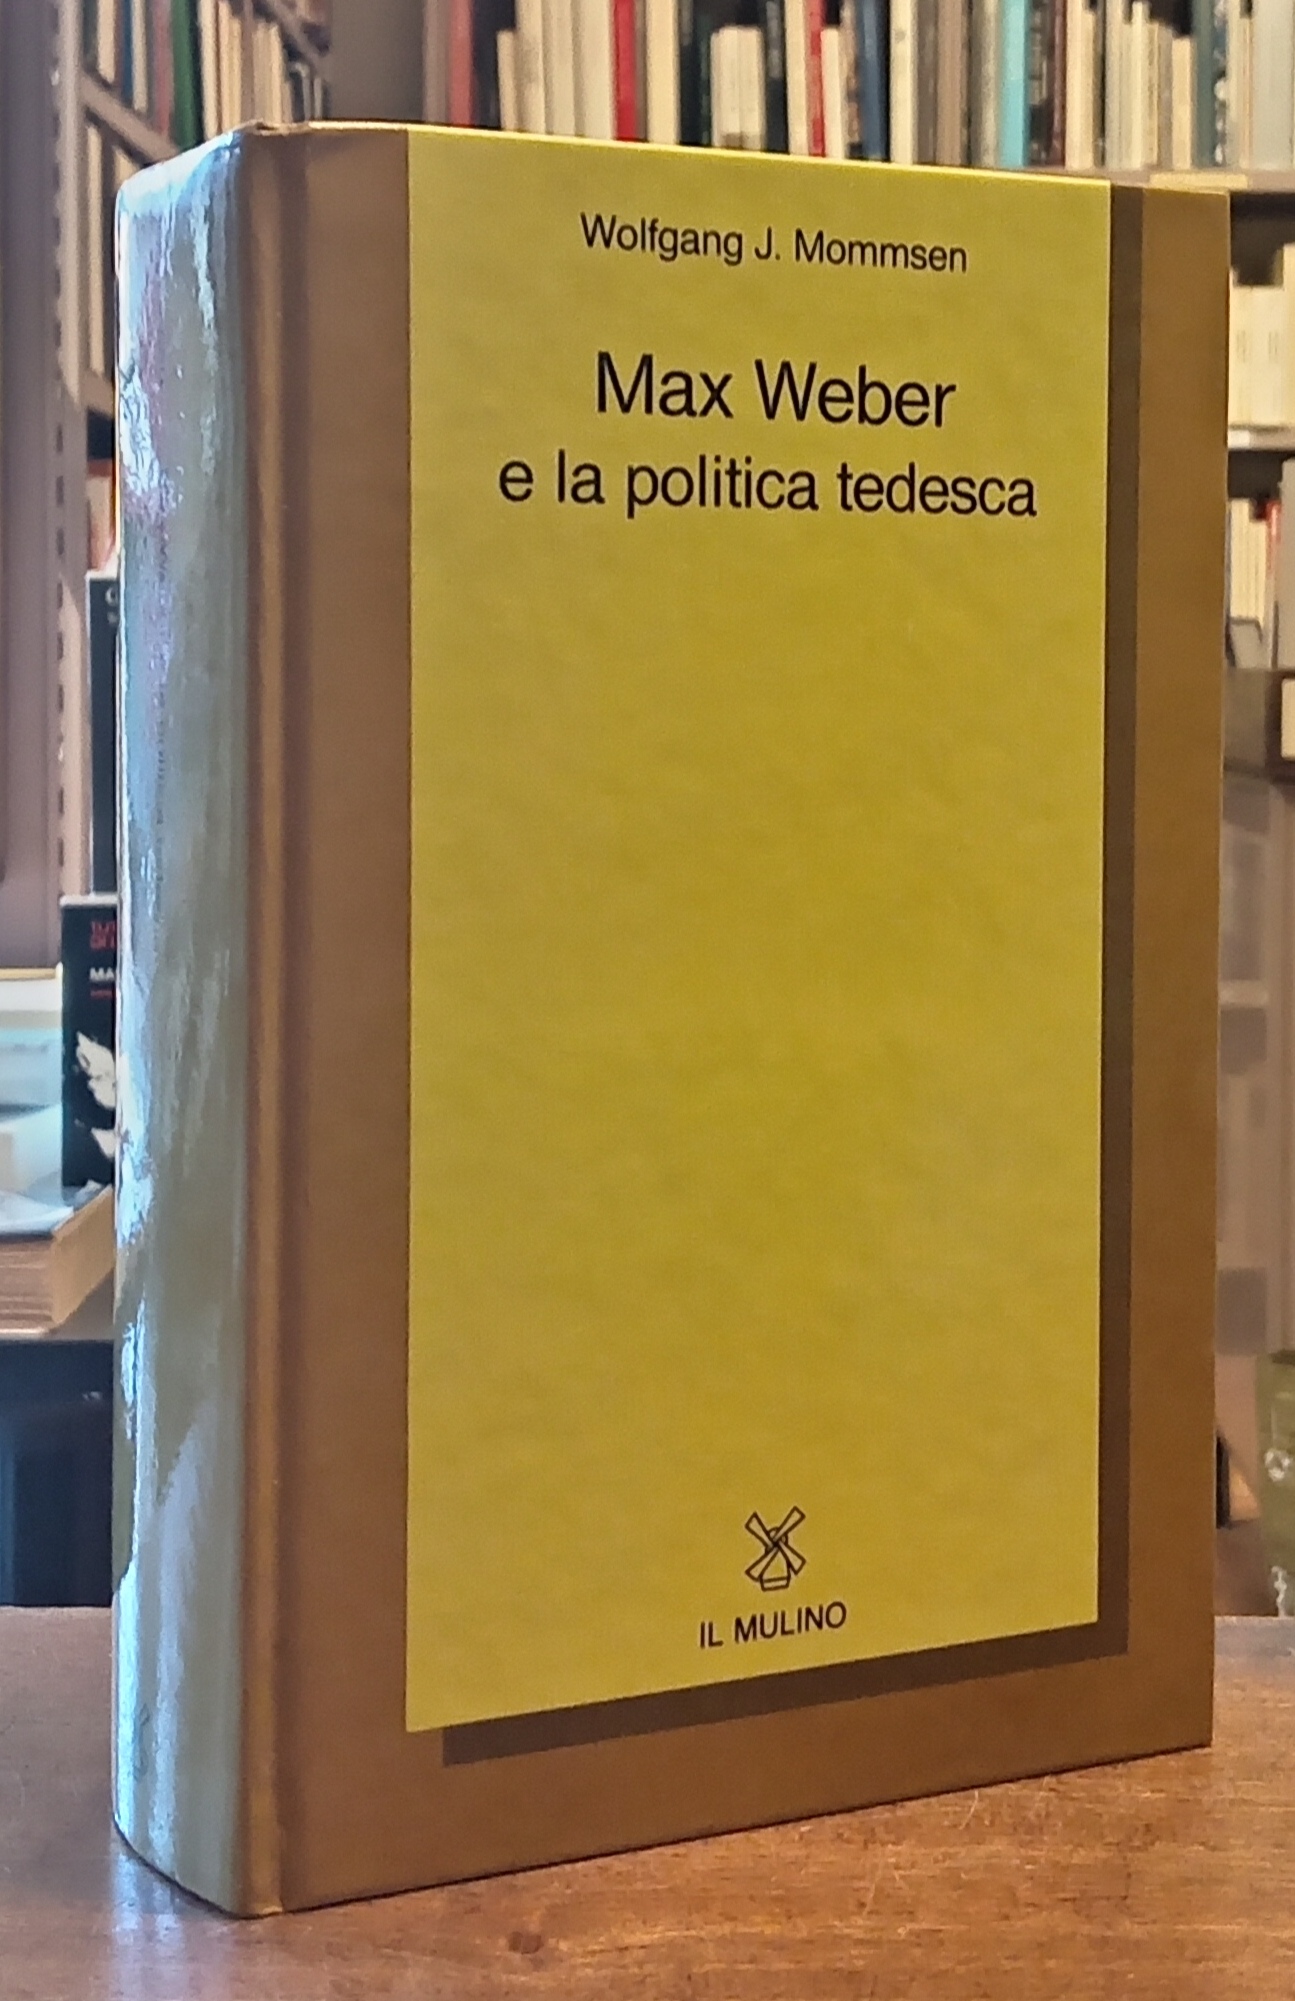 Wolfgang J. Mommsen
Max Weber
e la politica tedesca
IL MULINO